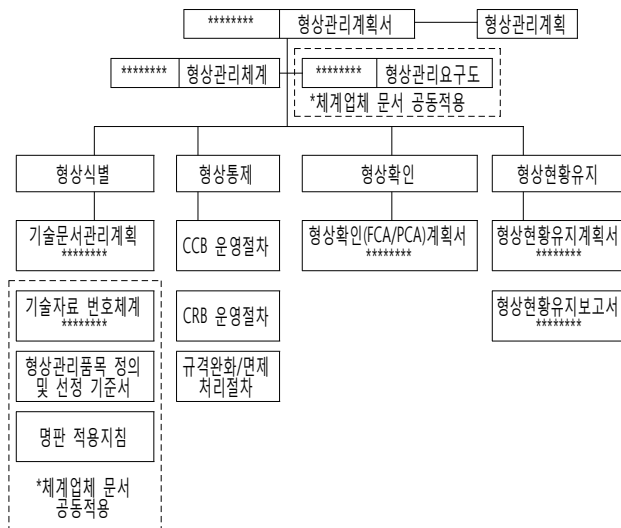 ******** 형상관리계획서 형상관리계획
******** 형상관리체계 ******** 형상관리요구도
*체계업체 문서 공동적용
형상식별 형상통제 형상확인 형상현황유지
기술문서관리계획
********
CCB 운영절차
형상확인(FCA/PCA)계획서
********
형상현황유지계획서
********
기술자료 번호체계
********
CRB 운영절차
형상현황유지보고서
********
형상관리품목 정의
및 선정 기준서
규격완화/면제
처리절차
명판 적용지침
*체계업체 문서
공동적용